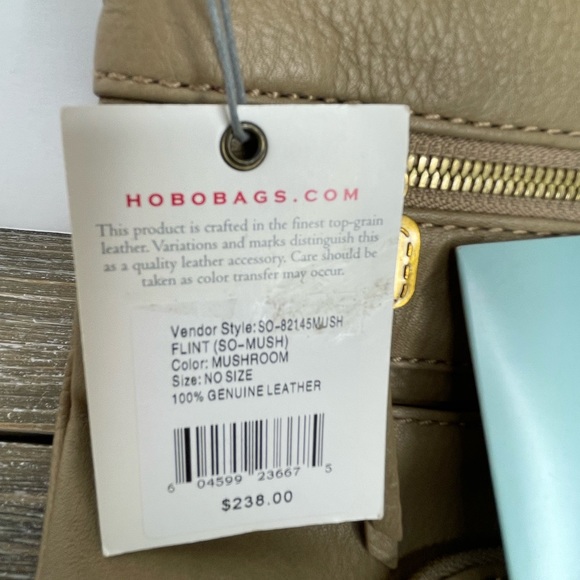 HOBOBAGS.COM
This product is crafted in the finest top-grain
leather. Variations and marks distinguish this
as a quality leather accessory. Care should be
taken as color transfer may occur.
Vendor Style: SO-82145MUSH
FLINT (SO-MUSH)
Color: MUSHROOM
Size: NO SIZE
100% GENUINE LEATHER
6 04599 23667 5
$238.00